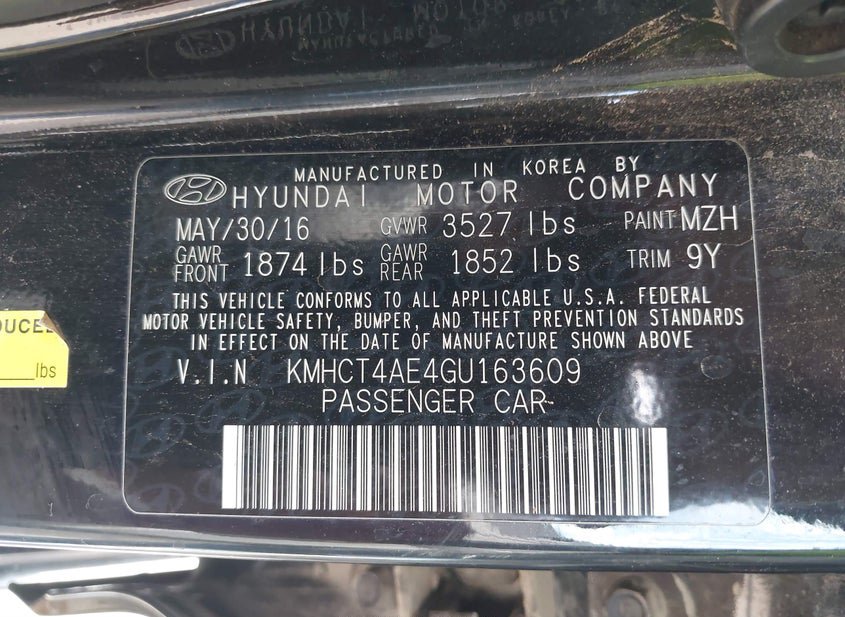 MANUFACTURED IN KOREA BY
HYUNDAI MOTOR COMPANY
MAY/30/16 GVWR 3527 lbs PAINT MZH
GAWR FRONT 1874 lbs GAWR REAR 1852 lbs TRIM 9Y
THIS VEHICLE CONFORMS TO ALL APPLICABLE U.S.A. FEDERAL
MOTOR VEHICLE SAFETY, BUMPER, AND THEFT PREVENTION STANDARDS
IN EFFECT ON THE DATE OF MANUFACTURE SHOWN ABOVE
V.I.N KMHCT4AE4GU163609
PASSENGER CAR
lbs